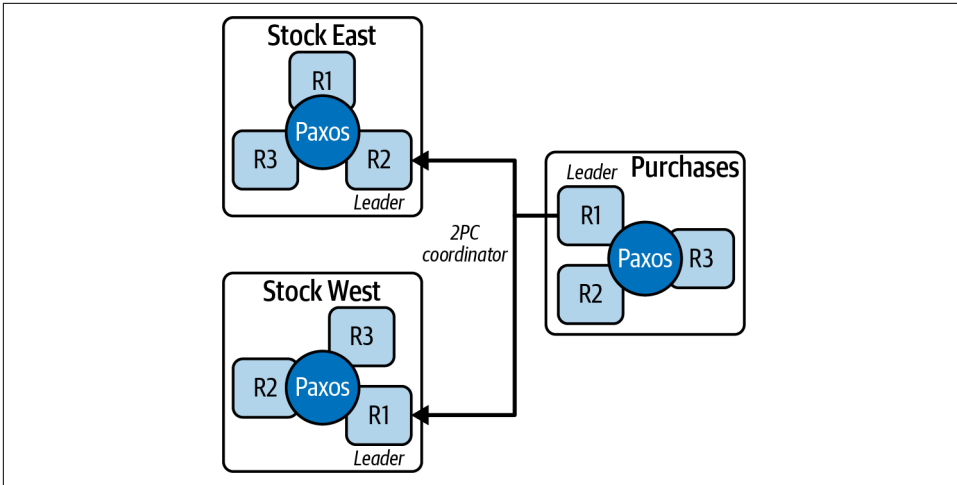 Stock East
R1
Paxos
R3
R2
Leader
2PC
coordinator
Stock West
R3
R2
Paxos
R1
Leader
Purchases
Leader
R1
Paxos
R3
R2